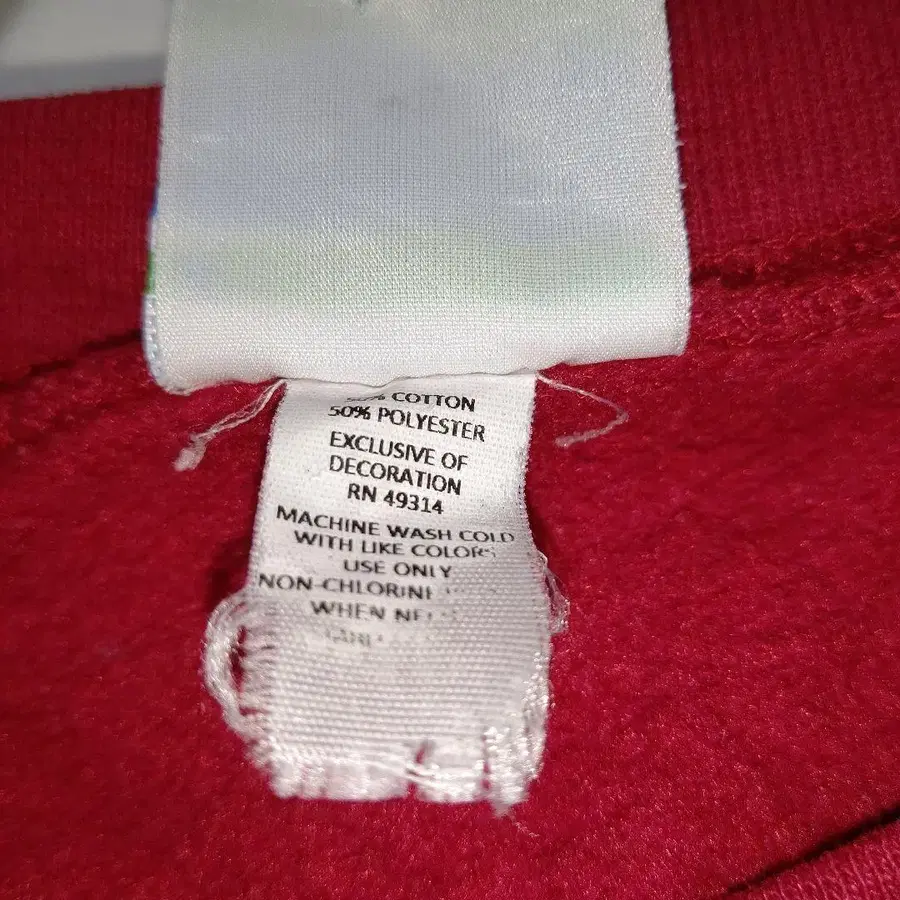 COTTON
50% POLYESTER
EXCLUSIVE OF
DECORATION
RN 49314
MACHINE WASH COLD
WITH LIKE COLORS
USE ONLY
NON-CHLORINE
WHEN